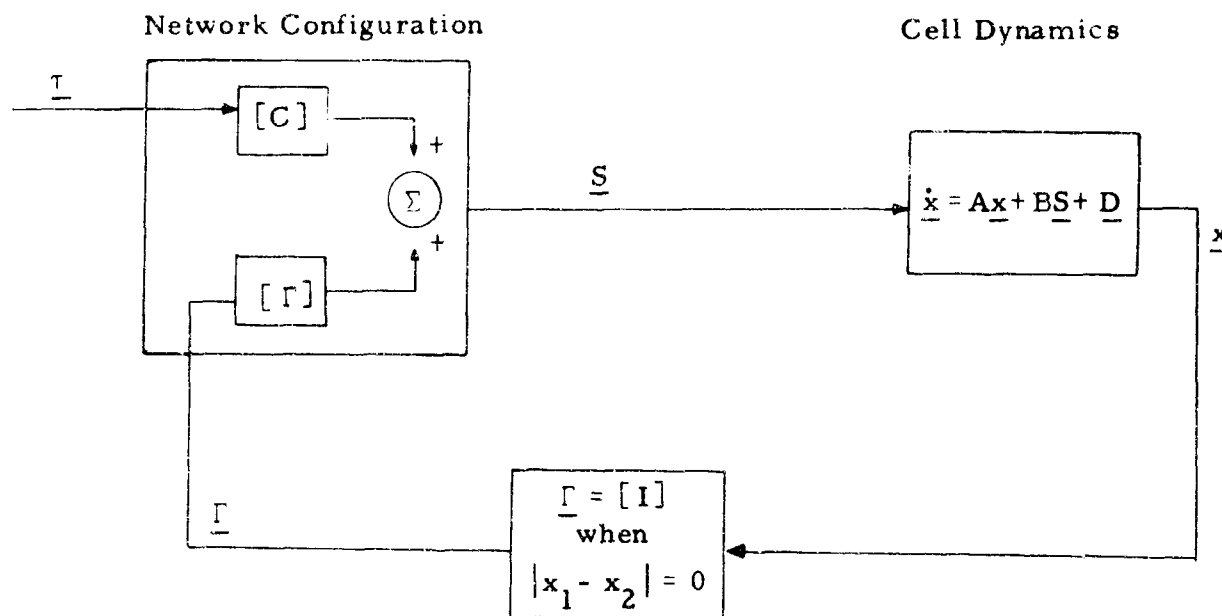 Network Configuration
Cell Dynamics
τ
[C]
+
Σ
+
[Γ]
S
ẋ = Ax + BS + D
x
Γ
Γ = [I]
when
|x₁ - x₂| = 0